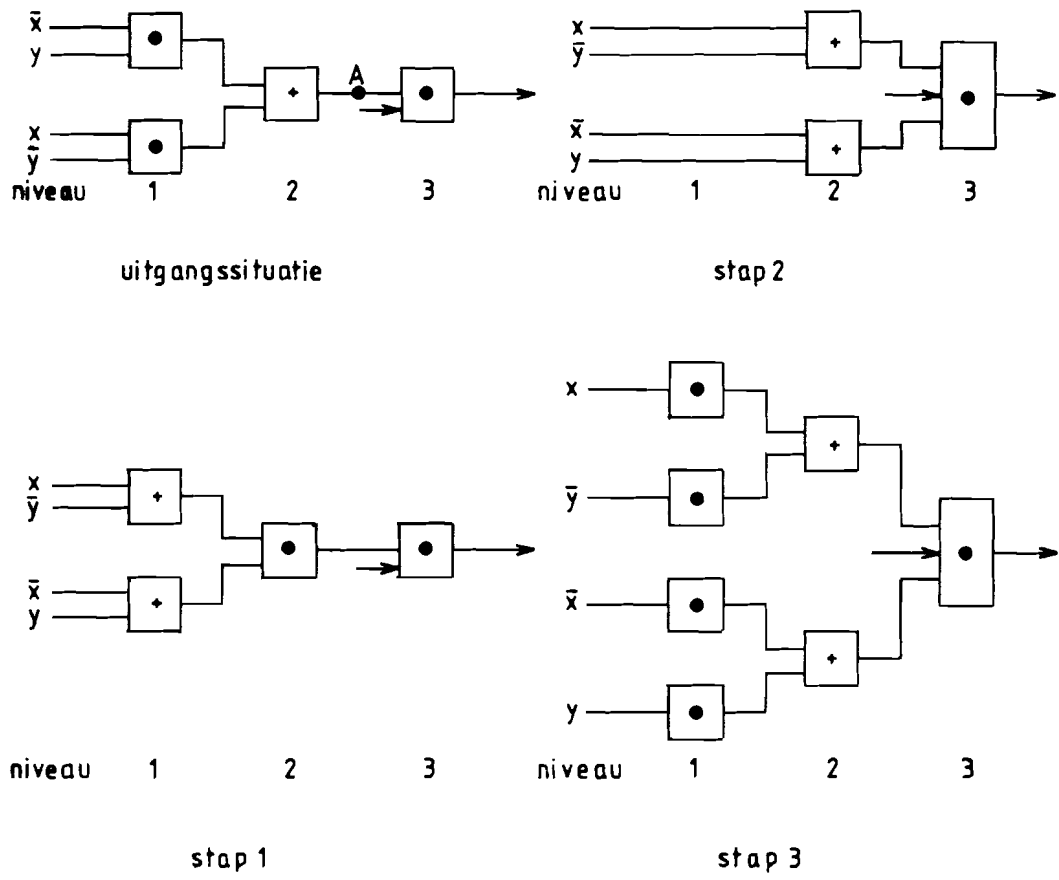 x̄
y
x
ȳ
A
+
niveau 1 2 3
uitgangssituatie
x
ȳ
x̄
y
+
+
niveau 1 2 3
stap 2
x
ȳ
x̄
y
+
+
niveau 1 2 3
stap 1
x
ȳ
x̄
y
+
+
niveau 1 2 3
stap 3